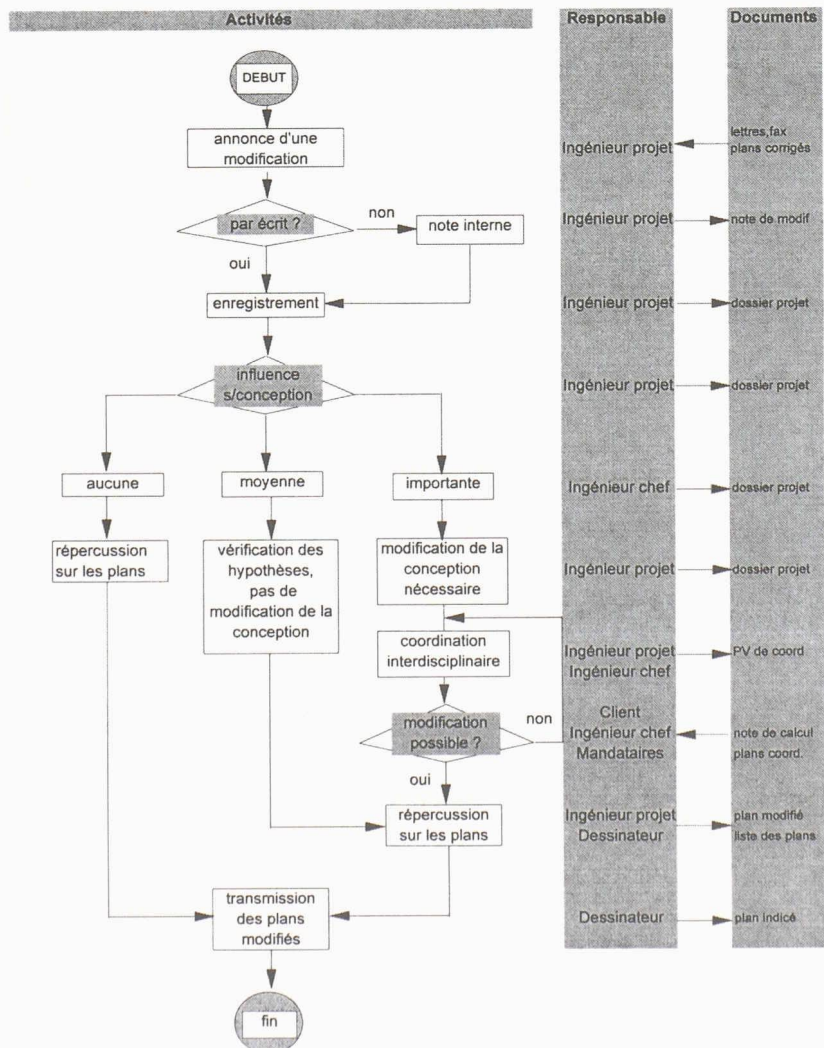 Activités
Responsable
Documents
DEBUT
annonce d'une
modification
Ingénieur projet
lettres,fax
plans corrigés
par écrit ?
non
note interne
Ingénieur projet
note de modif
oui
enregistrement
Ingénieur projet
dossier projet
influence
s/conception
Ingénieur projet
dossier projet
aucune
moyenne
importante
Ingénieur chef
dossier projet
répercussion
sur les plans
vérification des
hypothèses,
pas de
modification de la
conception
modification de la
conception
nécessaire
Ingénieur projet
dossier projet
coordination
interdisciplinaire
Ingénieur projet
Ingénieur chef
PV de coord
modification
possible ?
non
Client
Ingénieur chef
Mandataires
note de calcul
plans coord.
oui
répercussion
sur les plans
Ingénieur projet
Dessinateur
plan modifié
liste des plans
transmission
des plans
modifiés
Dessinateur
plan indicé
fin